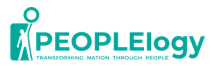 PEOPLElogy
TRANSFORMING NATION THROUGH PEOPLE